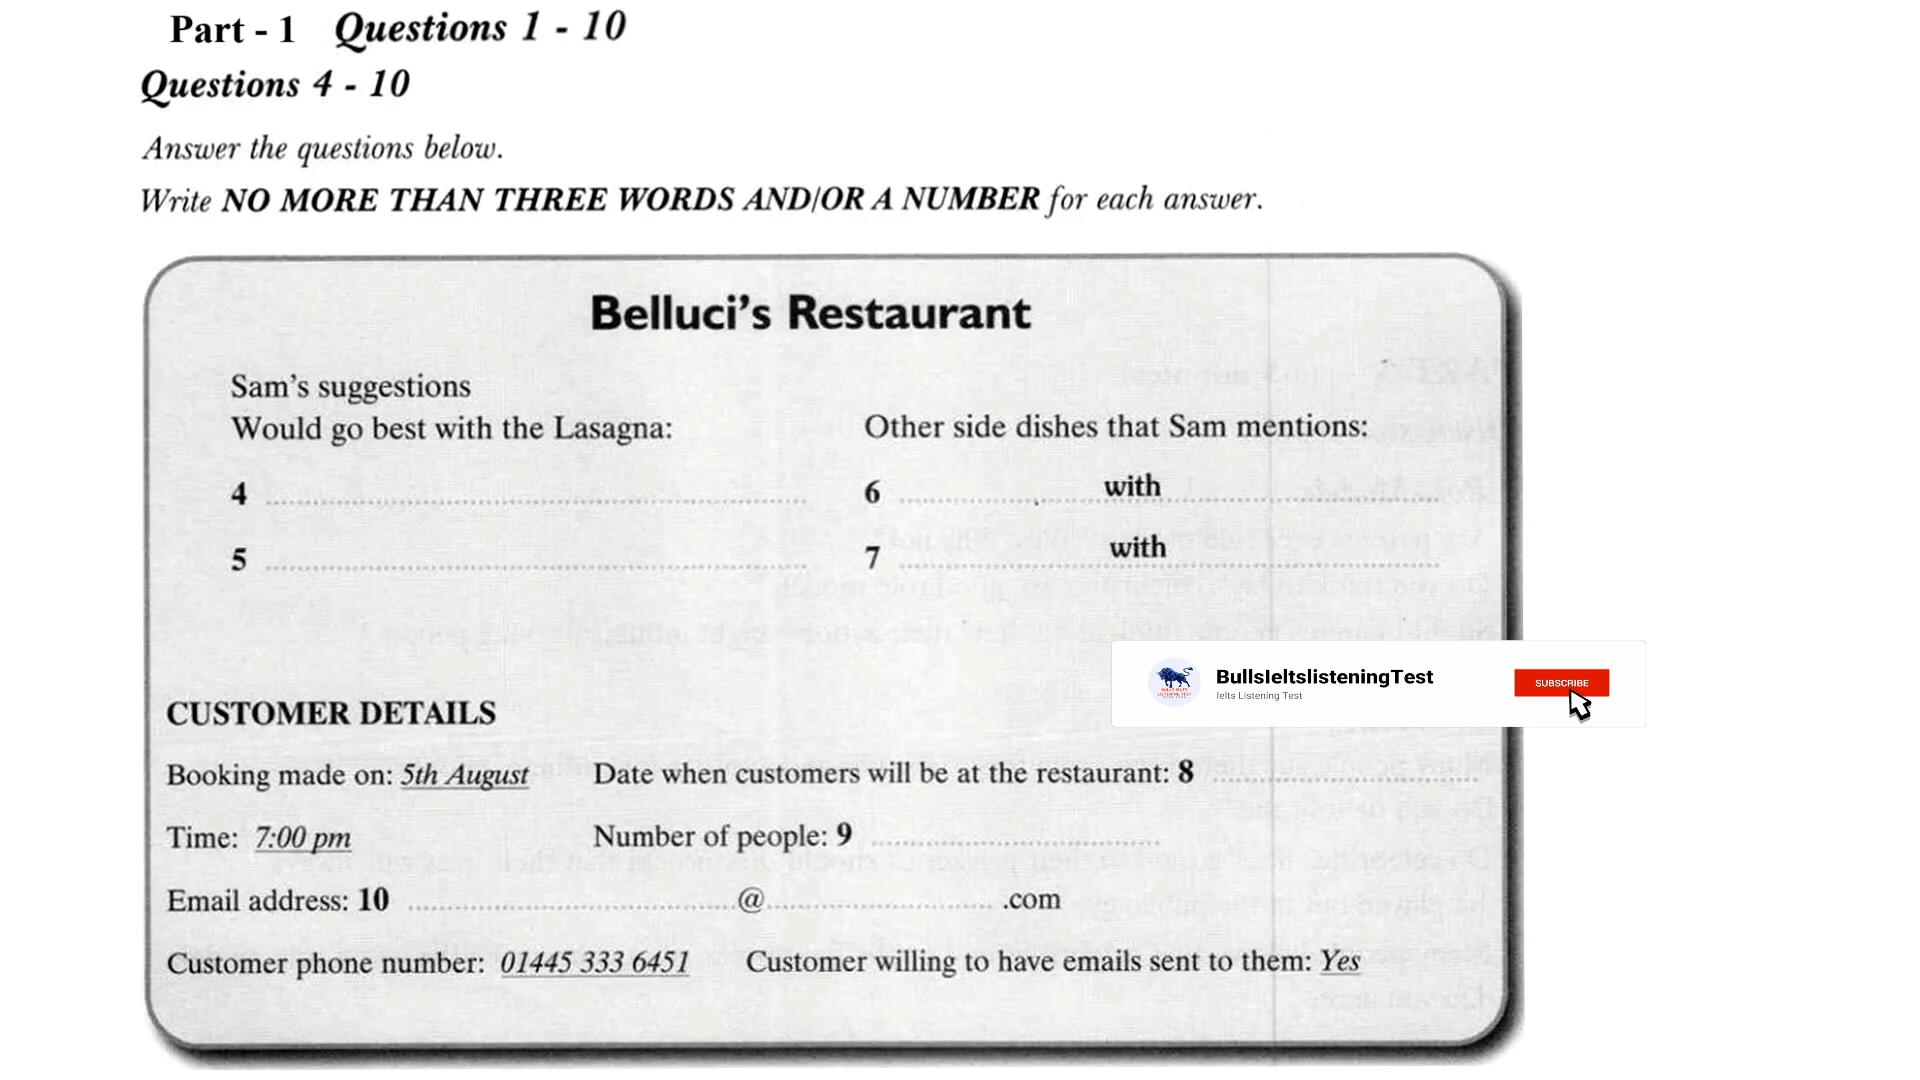 Part - 1 Questions 1 - 10
Questions 4 - 10
Answer the questions below.
Write NO MORE THAN THREE WORDS AND/OR A NUMBER for each answer.
Belluci's Restaurant
Sam's suggestions
Would go best with the Lasagna:
4
5
Other side dishes that Sam mentions:
6 with
7 with
BullsIeltslisteningTest
Ielts Listening Test
SUBSCRIBE
CUSTOMER DETAILS
Booking made on: 5th August Date when customers will be at the restaurant: 8
Time: 7:00 pm Number of people: 9
Email address: 10 @ .com
Customer phone number: 01445 333 6451 Customer willing to have emails sent to them: Yes